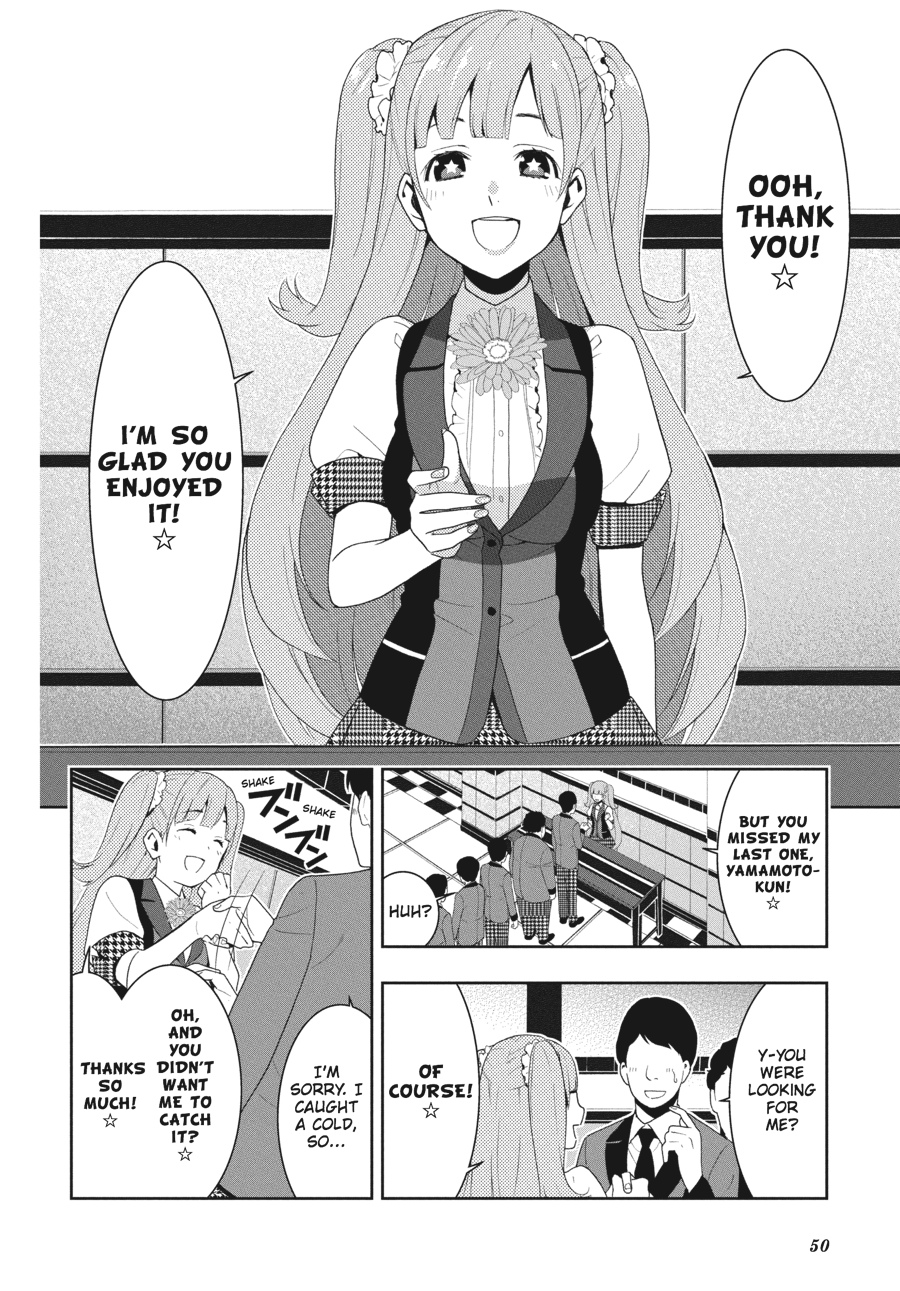 OOH,
THANK
YOU!
☆
I'M SO
GLAD YOU
ENJOYED
IT!
☆
BUT YOU
MISSED MY
LAST ONE,
YAMAMOTO-
KUN!
☆
HUH?
Y-YOU
WERE
LOOKING
FOR
ME?
OF
COURSE!
☆
SHAKE
SHAKE
ブンブン
I'M
SORRY. I
CAUGHT
A COLD,
SO...
OH,
AND
YOU
DIDN'T
WANT
ME TO
CATCH
IT?
☆
THANKS
SO
MUCH!
☆
50